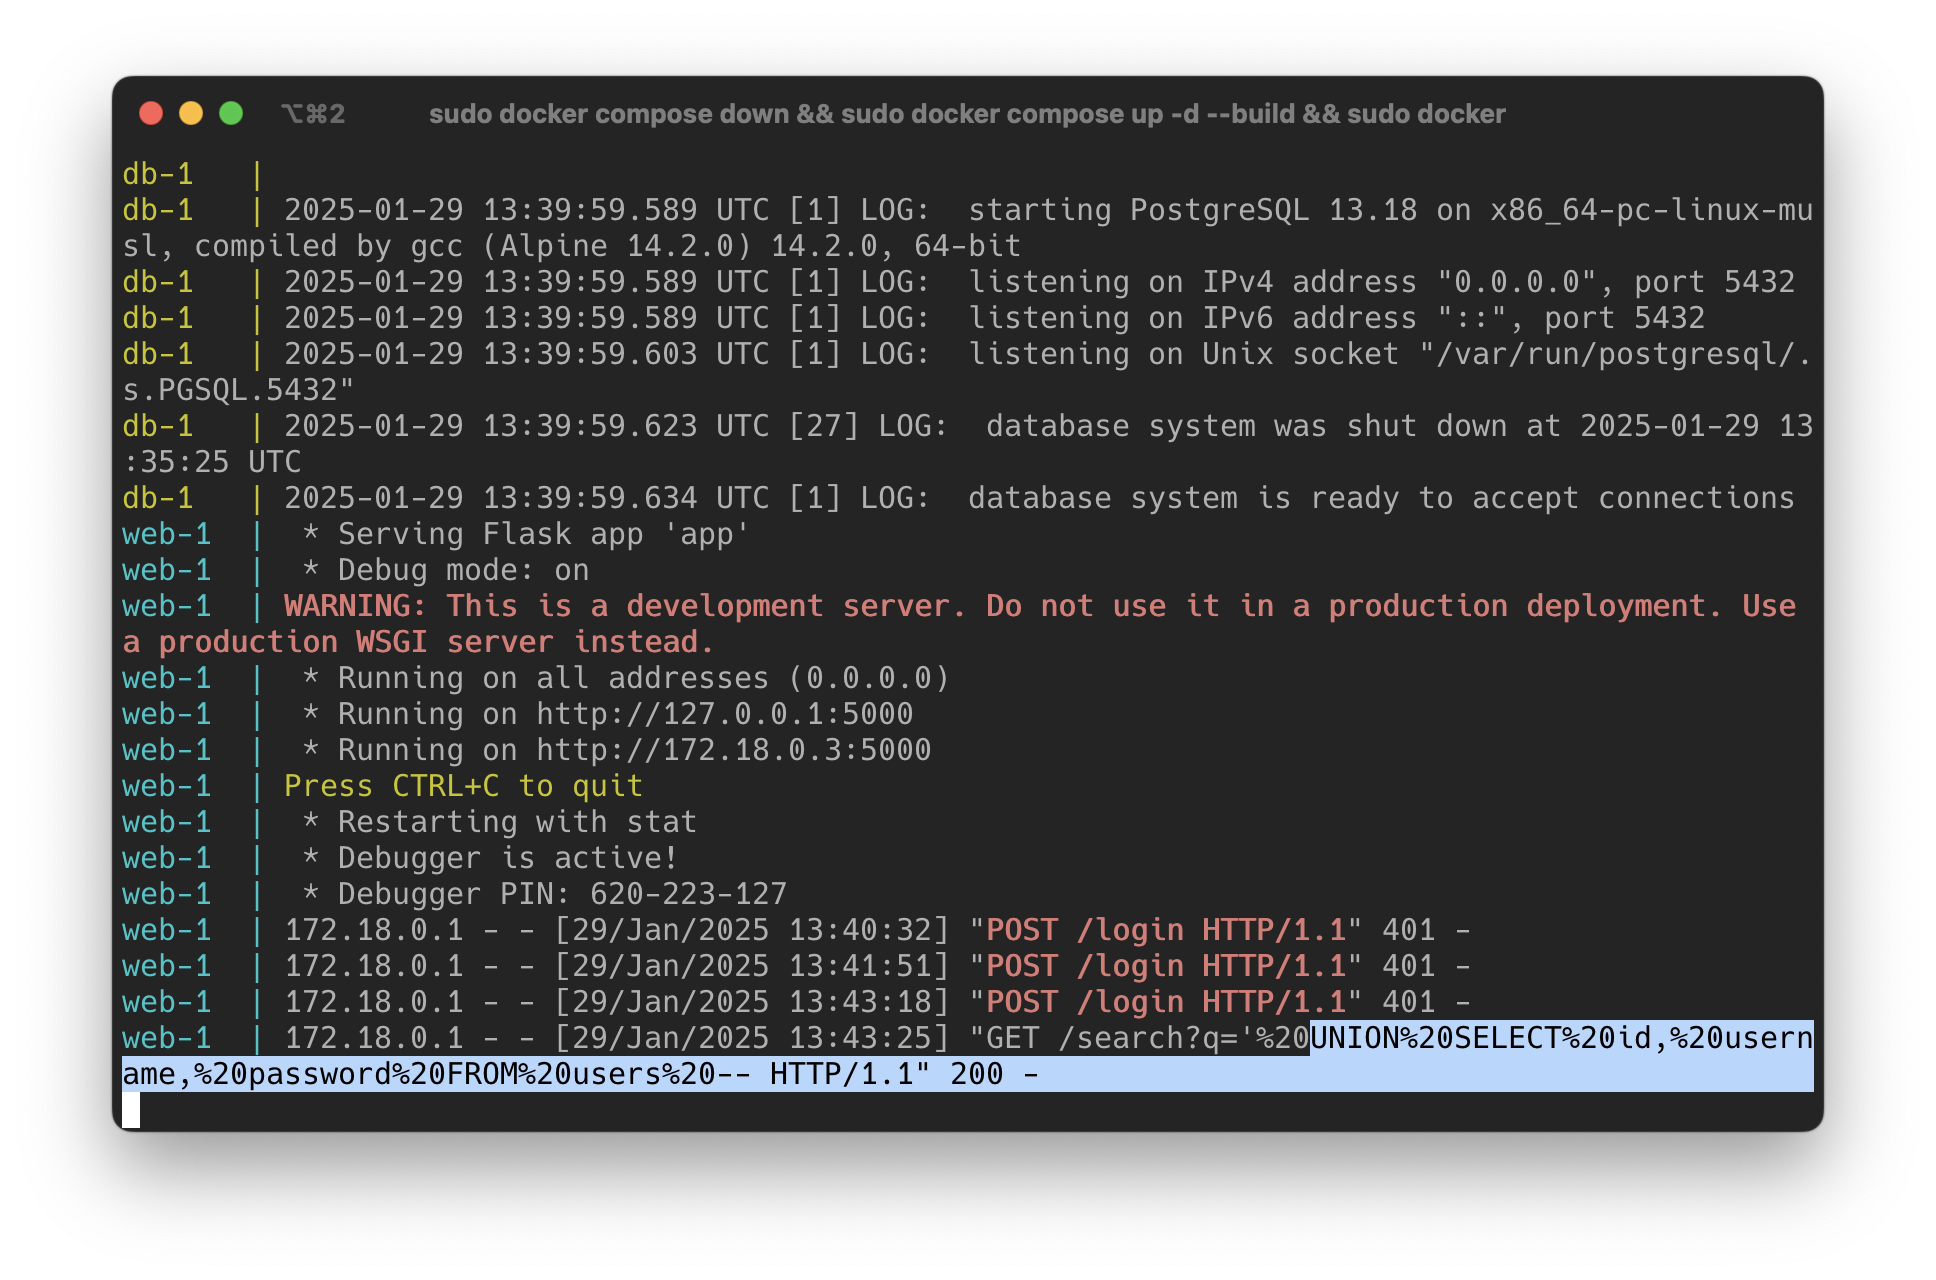 ⌥⌘2 sudo docker compose down && sudo docker compose up -d --build && sudo docker
db-1   |
db-1   | 2025-01-29 13:39:59.589 UTC [1] LOG:  starting PostgreSQL 13.18 on x86_64-pc-linux-mu
sl, compiled by gcc (Alpine 14.2.0) 14.2.0, 64-bit
db-1   | 2025-01-29 13:39:59.589 UTC [1] LOG:  listening on IPv4 address "0.0.0.0", port 5432
db-1   | 2025-01-29 13:39:59.589 UTC [1] LOG:  listening on IPv6 address "::", port 5432
db-1   | 2025-01-29 13:39:59.603 UTC [1] LOG:  listening on Unix socket "/var/run/postgresql/.
s.PGSQL.5432"
db-1   | 2025-01-29 13:39:59.623 UTC [27] LOG:  database system was shut down at 2025-01-29 13
:35:25 UTC
db-1   | 2025-01-29 13:39:59.634 UTC [1] LOG:  database system is ready to accept connections
web-1  |  * Serving Flask app 'app'
web-1  |  * Debug mode: on
web-1  | WARNING: This is a development server. Do not use it in a production deployment. Use
a production WSGI server instead.
web-1  |  * Running on all addresses (0.0.0.0)
web-1  |  * Running on http://127.0.0.1:5000
web-1  |  * Running on http://172.18.0.3:5000
web-1  | Press CTRL+C to quit
web-1  |  * Restarting with stat
web-1  |  * Debugger is active!
web-1  |  * Debugger PIN: 620-223-127
web-1  | 172.18.0.1 - - [29/Jan/2025 13:40:32] "POST /login HTTP/1.1" 401 -
web-1  | 172.18.0.1 - - [29/Jan/2025 13:41:51] "POST /login HTTP/1.1" 401 -
web-1  | 172.18.0.1 - - [29/Jan/2025 13:43:18] "POST /login HTTP/1.1" 401 -
web-1  | 172.18.0.1 - - [29/Jan/2025 13:43:25] "GET /search?q='%20UNION%20SELECT%20id,%20usern
ame,%20password%20FROM%20users%20-- HTTP/1.1" 200 -